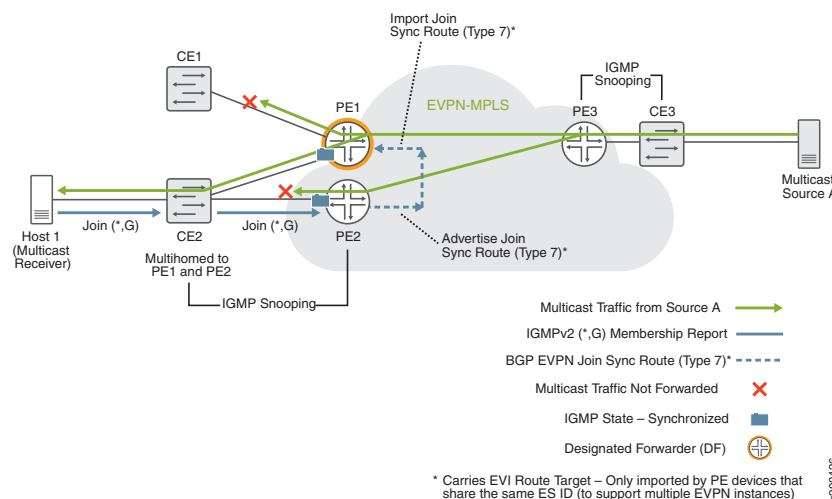 Import Join
Sync Route (Type 7)*
CE1
IGMP
Snooping
PE1
EVPN-MPLS
PE3
CE3
Multicast
Source A
Join (*,G)
Join (*,G)
Host 1
(Multicast
Receiver)
CE2
PE2
Advertise Join
Sync Route (Type 7)*
Multihomed to
PE1 and PE2
IGMP Snooping
Multicast Traffic from Source A
IGMPv2 (*,G) Membership Report
BGP EVPN Join Sync Route (Type 7)*
Multicast Traffic Not Forwarded
IGMP State – Synchronized
Designated Forwarder (DF)
* Carries EVI Route Target – Only imported by PE devices that
share the same ES ID (to support multiple EVPN instances)